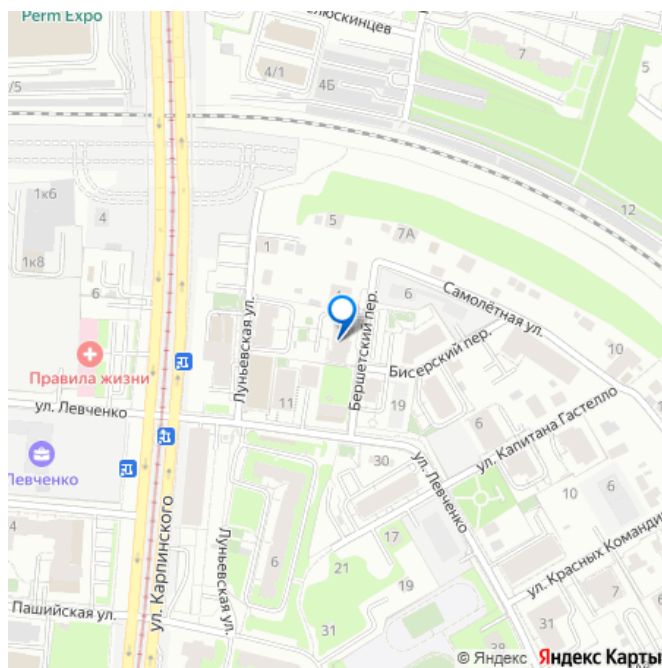 Perm Expo
люскинцев
4/1
4Б
7
5
/5
12
1к6
4
1к8
6
1
5
7А
6
Самолётная ул.
Луньевская ул.
Бершетский пер.
Бисерский пер.
10
Правила жизни
ул. Левченко
11
19
6
ул. Капитана Гастелло
30
Левченко
ул. Левченко
10
6
4
ул. Карпинского
Луньевская ул.
6
17
21
19
ул. Красных Команди
7
Пашийская ул.
31
31
28
© Яндекс Яндекс Карты